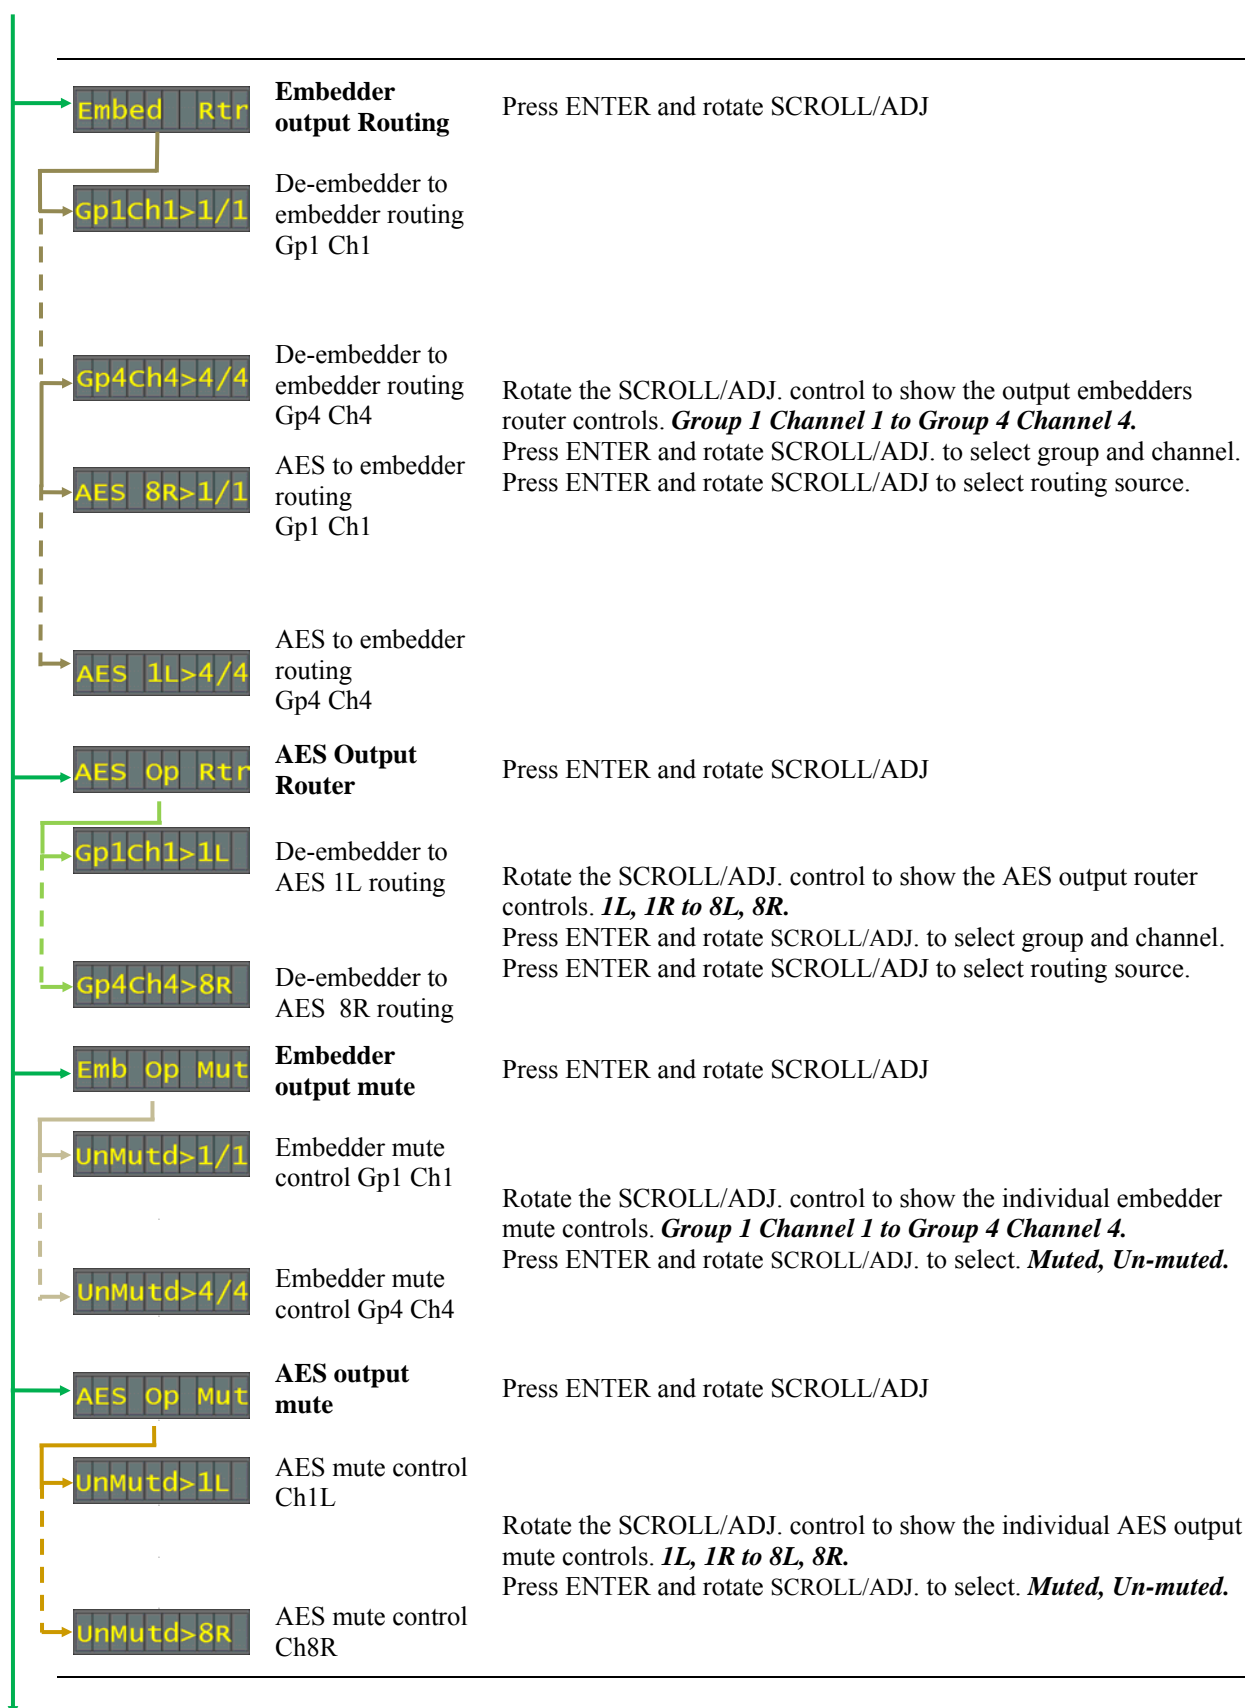 Embed Rtr
Embedder
output Routing
Press ENTER and rotate SCROLL/ADJ
Gp1Ch1>1/1
De-embedder to
embedder routing
Gp1 Ch1
Gp4Ch4>4/4
De-embedder to
embedder routing
Gp4 Ch4
AES 8R>1/1
AES to embedder
routing
Gp1 Ch1
Rotate the SCROLL/ADJ. control to show the output embedders
router controls. Group 1 Channel 1 to Group 4 Channel 4.
Press ENTER and rotate SCROLL/ADJ. to select group and channel.
Press ENTER and rotate SCROLL/ADJ to select routing source.
AES 1L>4/4
AES to embedder
routing
Gp4 Ch4
AES Op Rtr
AES Output
Router
Press ENTER and rotate SCROLL/ADJ
Gp1Ch1>1L
De-embedder to
AES 1L routing
Rotate the SCROLL/ADJ. control to show the AES output router
controls. 1L, 1R to 8L, 8R.
Press ENTER and rotate SCROLL/ADJ. to select group and channel.
Press ENTER and rotate SCROLL/ADJ to select routing source.
Gp4Ch4>8R
De-embedder to
AES 8R routing
Emb Op Mut
Embedder
output mute
Press ENTER and rotate SCROLL/ADJ
UnMutd>1/1
Embedder mute
control Gp1 Ch1
Rotate the SCROLL/ADJ. control to show the individual embedder
mute controls. Group 1 Channel 1 to Group 4 Channel 4.
Press ENTER and rotate SCROLL/ADJ. to select. Muted, Un-muted.
UnMutd>4/4
Embedder mute
control Gp4 Ch4
AES Op Mut
AES output
mute
Press ENTER and rotate SCROLL/ADJ
UnMutd>1L
AES mute control
Ch1L
Rotate the SCROLL/ADJ. control to show the individual AES output
mute controls. 1L, 1R to 8L, 8R.
Press ENTER and rotate SCROLL/ADJ. to select. Muted, Un-muted.
UnMutd>8R
AES mute control
Ch8R